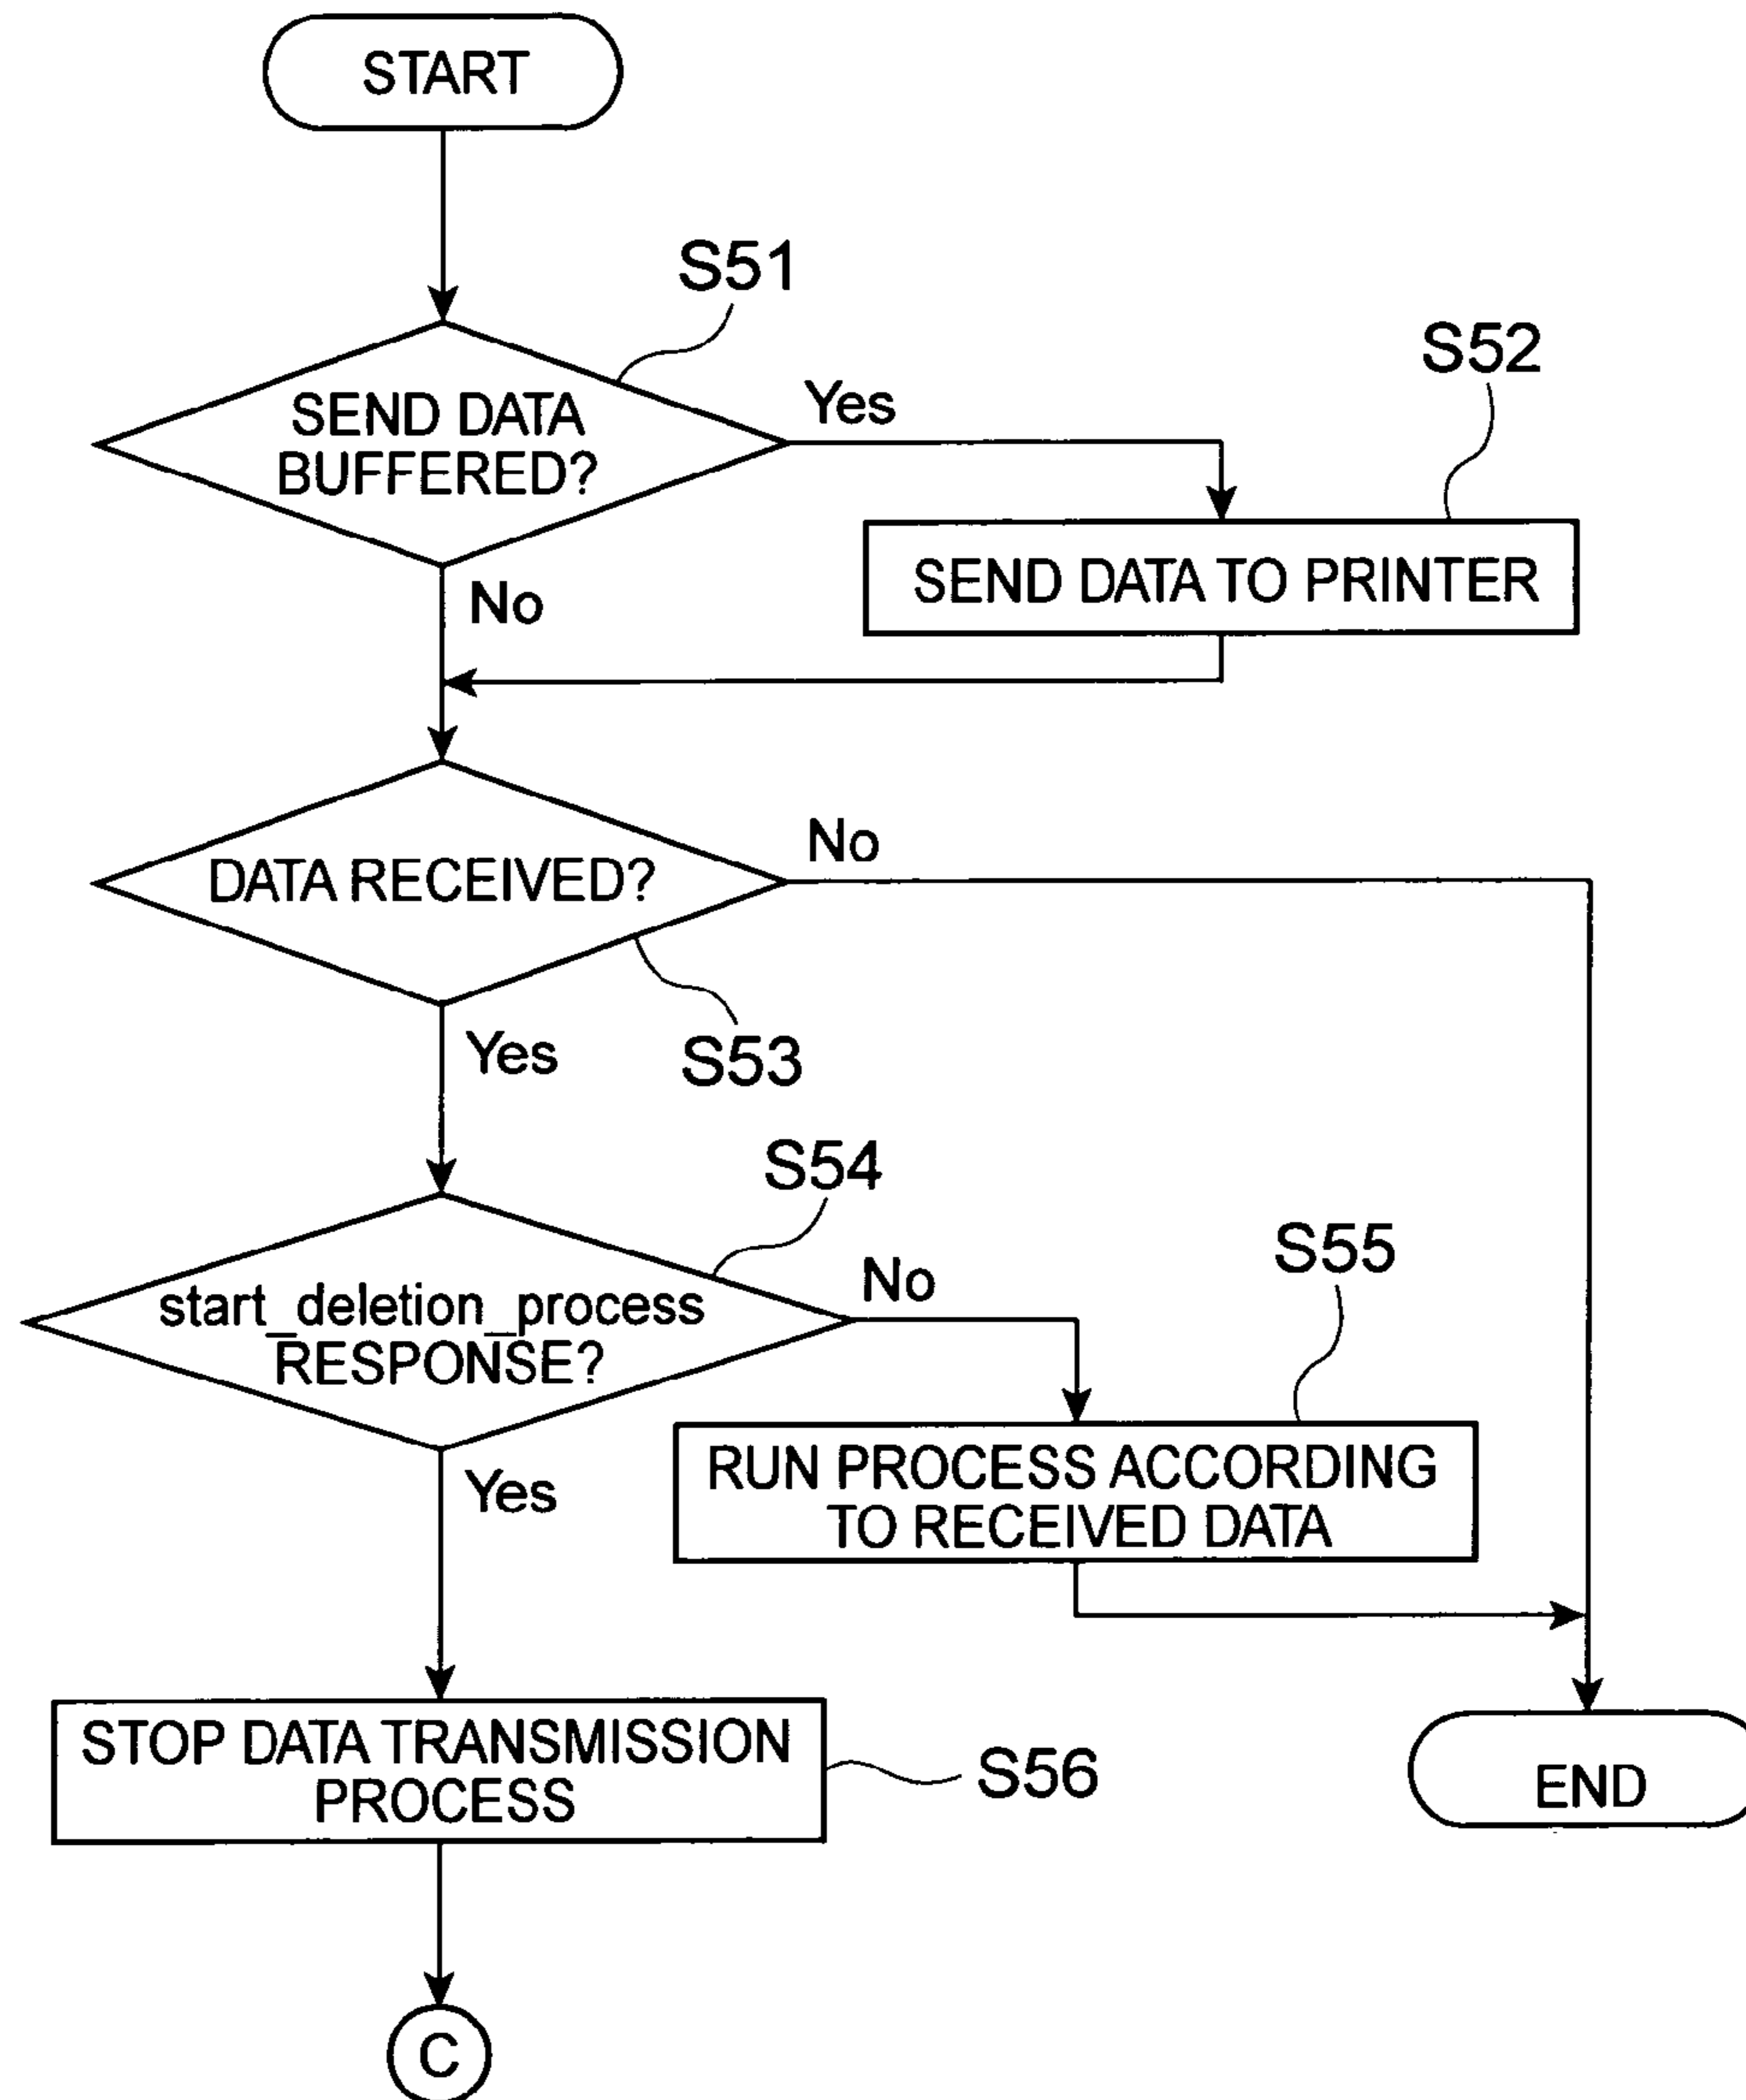 START
S51
SEND DATA
BUFFERED?
Yes
S52
SEND DATA TO PRINTER
No
DATA RECEIVED?
No
S53
Yes
S54
start_deletion_process
RESPONSE?
No
S55
RUN PROCESS ACCORDING
TO RECEIVED DATA
Yes
STOP DATA TRANSMISSION
PROCESS
S56
END
C